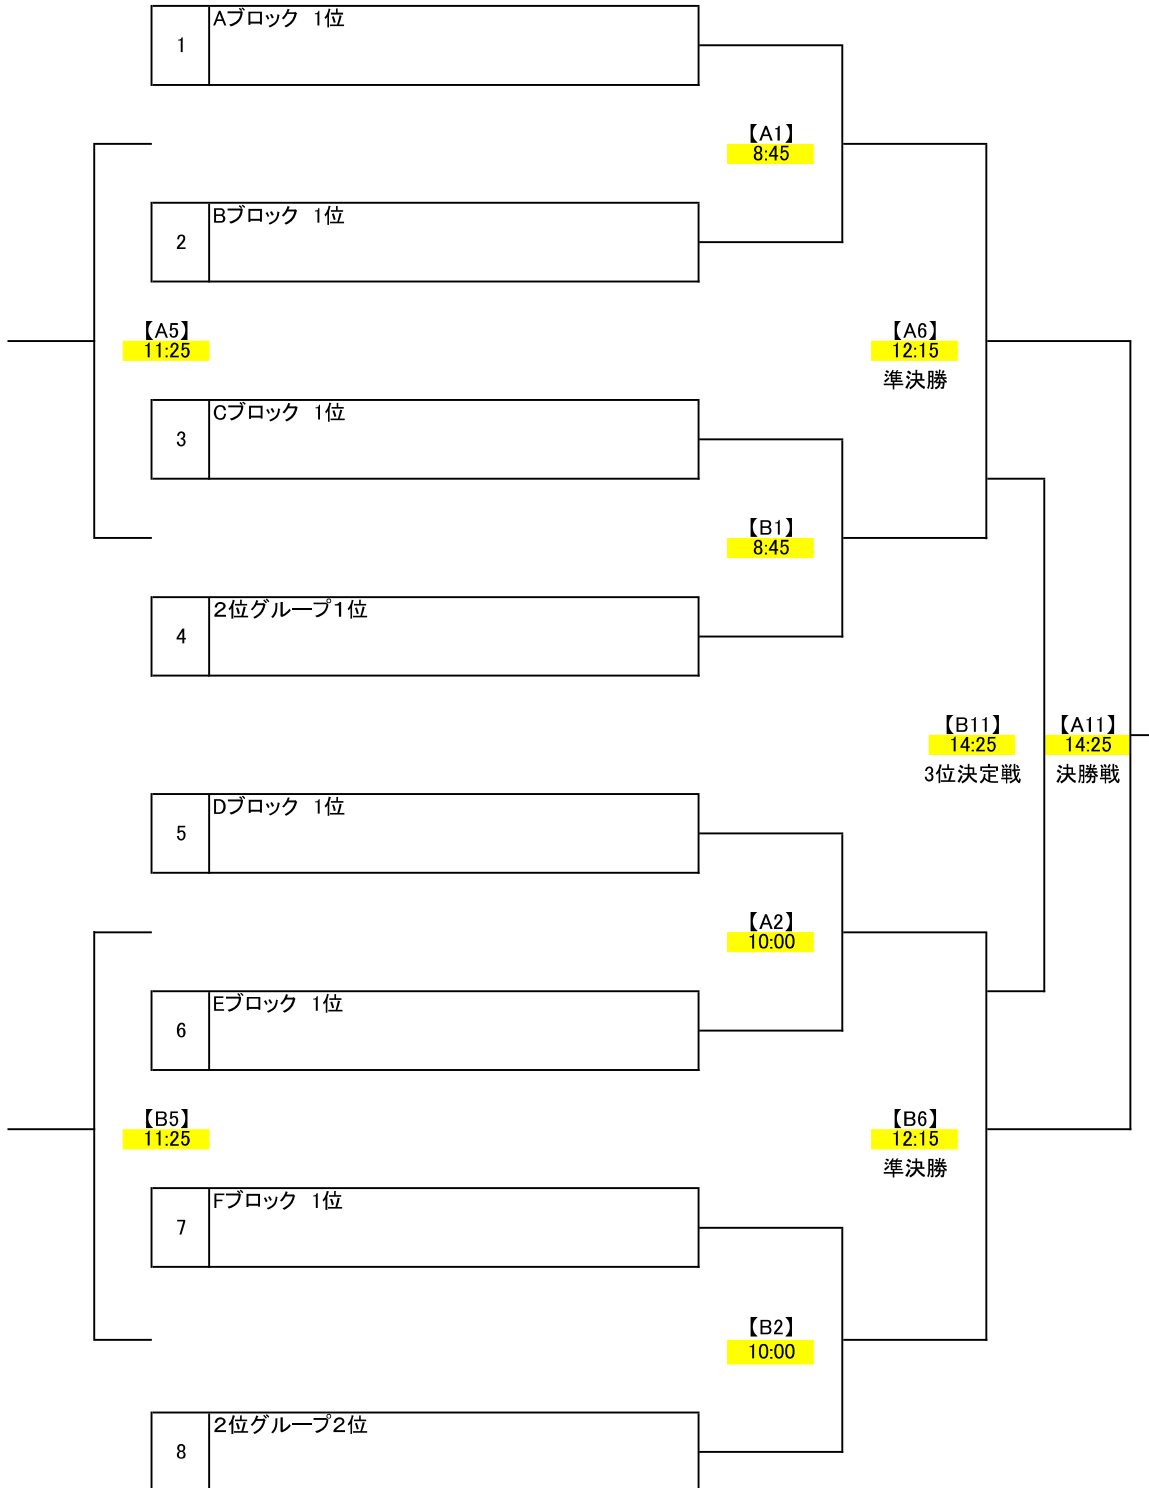 Aブロック　1位
1
【A1】
8:45
Bブロック　1位
2
【A5】
11:25
【A6】
12:15
準決勝
Cブロック　1位
3
【B1】
8:45
2位グループ1位
4
【B11】
14:25
3位決定戦
【A11】
14:25
決勝戦
Dブロック　1位
5
【A2】
10:00
Eブロック　1位
6
【B5】
11:25
【B6】
12:15
準決勝
Fブロック　1位
7
【B2】
10:00
2位グループ2位
8